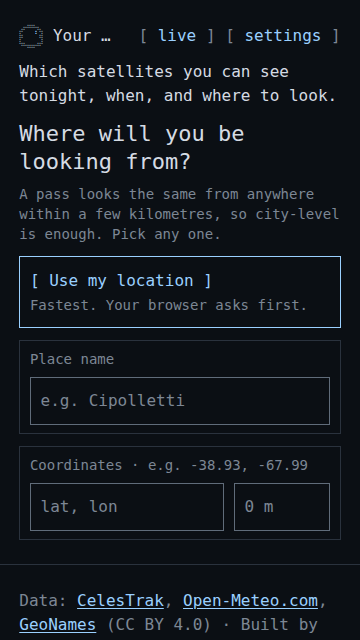 Your … [ live ] [ settings ]
Which satellites you can see
tonight, when, and where to look.
Where will you be
looking from?
A pass looks the same from anywhere
within a few kilometres, so city-level
is enough. Pick any one.
[ Use my location ]
Fastest. Your browser asks first.
Place name
e.g. Cipolletti
Coordinates · e.g. -38.93, -67.99
lat, lon 0 m
Data: CelesTrak, Open-Meteo.com,
GeoNames (CC BY 4.0) · Built by